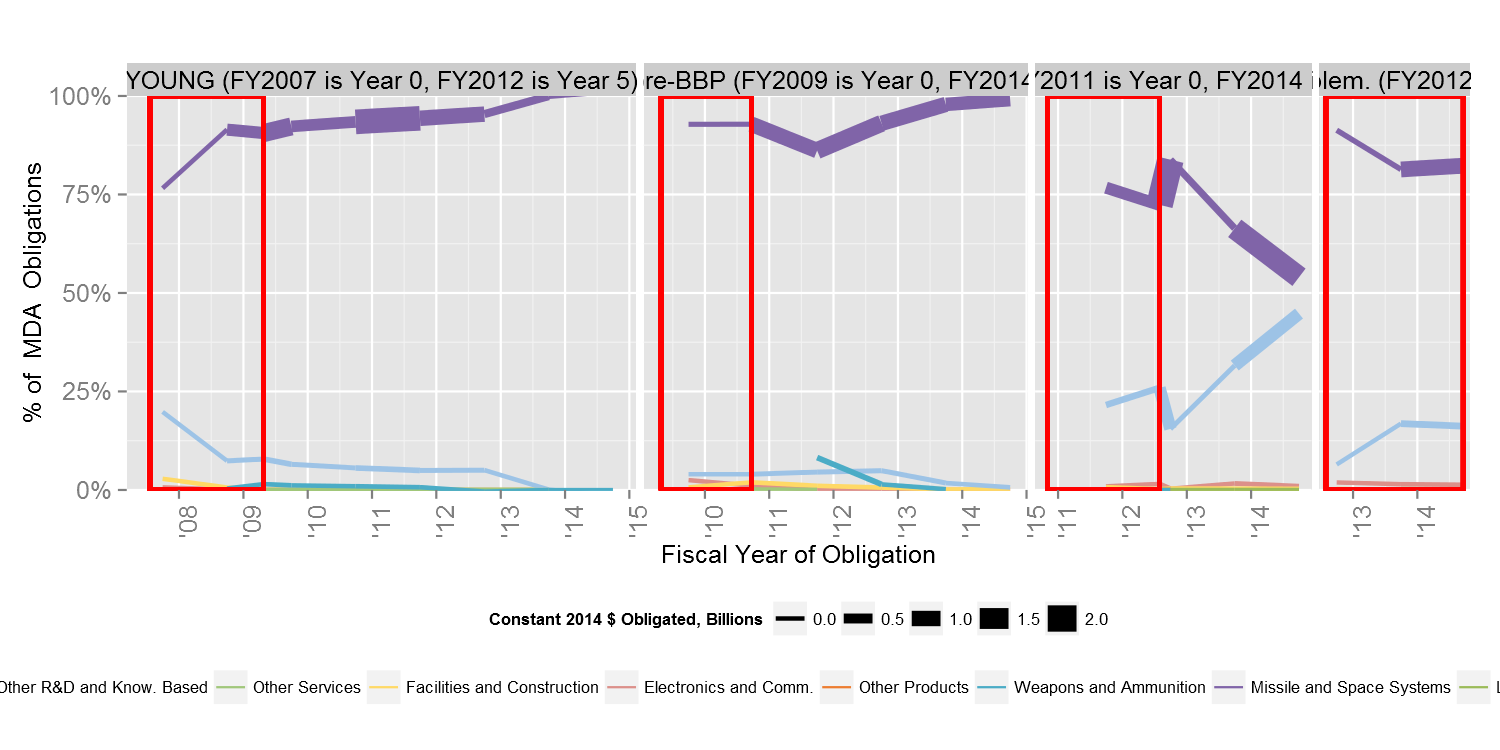 YOUNG (FY2007 is Year 0, FY2012 is Year 5)
re-BBP (FY2009 is Year 0, FY2014
Y2011 is Year 0, FY2014
lem. (FY2012
100%
75%
50%
25%
0%
% of MDA Obligations
'08 '09 '10 '11 '12 '13 '14 '15
'10 '11 '12 '13 '14 '15
'11 '12 '13 '14
'13 '14
Fiscal Year of Obligation
Constant 2014 $ Obligated, Billions 0.0 0.5 1.0 1.5 2.0
Other R&D and Know. Based Other Services Facilities and Construction Electronics and Comm. Other Products Weapons and Ammunition Missile and Space Systems L